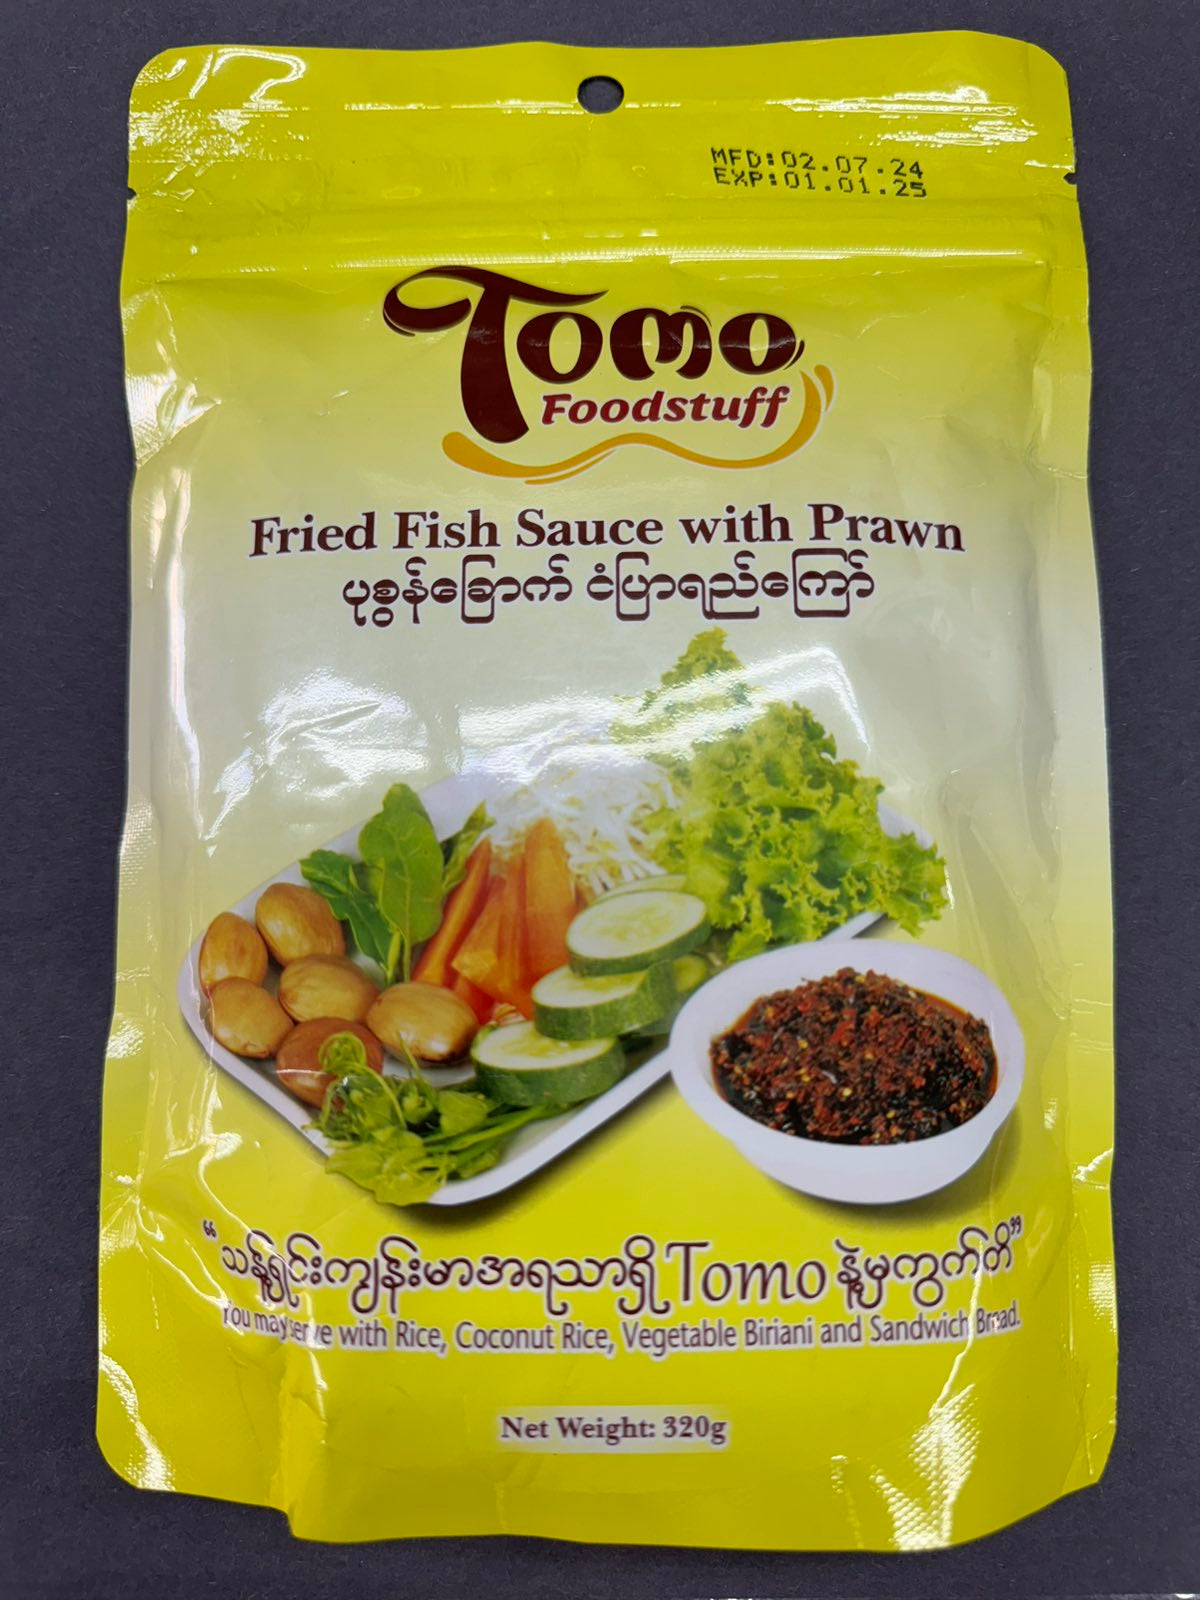 MFD:02.07.24
EXP:01.01.25
Tomo
Foodstuff
Fried Fish Sauce with Prawn
ပုစွန်ခြောက် ငံပြာရည်ကြော်
“သန့်ရှင်းကျန်းမာအရသာရှိ Tomo နဲ့မှကွက်တိ”
You may serve with Rice, Coconut Rice, Vegetable Biriani and Sandwich Bread.
Net Weight: 320g